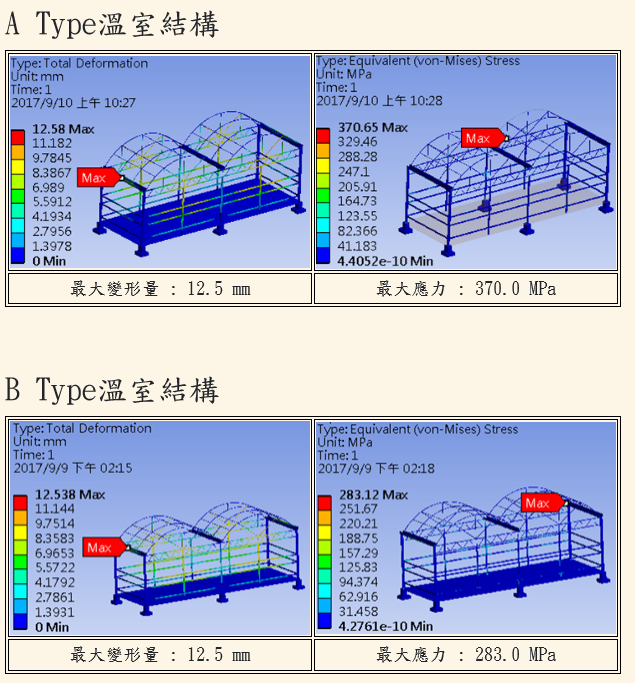 A Type溫室結構
Type: Total Deformation
Unit: mm
Time: 1
2017/9/10 上午 10:27
12.58 Max
11.182
9.7845
8.3867
6.989
5.5912
4.1934
2.7956
1.3978
0 Min
Max
Type: Equivalent (von-Mises) Stress
Unit: MPa
Time: 1
2017/9/10 上午 10:28
370.65 Max
329.46
288.28
247.1
205.91
164.73
123.55
82.366
41.183
4.4052e-10 Min
Max
最大變形量 : 12.5 mm
最大應力 : 370.0 MPa
B Type溫室結構
Type: Total Deformation
Unit: mm
Time: 1
2017/9/9 下午 02:15
12.538 Max
11.144
9.7514
8.3583
6.9653
5.5722
4.1792
2.7861
1.3931
0 Min
Max
Type: Equivalent (von-Mises) Stress
Unit: MPa
Time: 1
2017/9/9 下午 02:18
283.12 Max
251.67
220.21
188.75
157.29
125.83
94.374
62.916
31.458
4.2761e-10 Min
Max
最大變形量 : 12.5 mm
最大應力 : 283.0 MPa